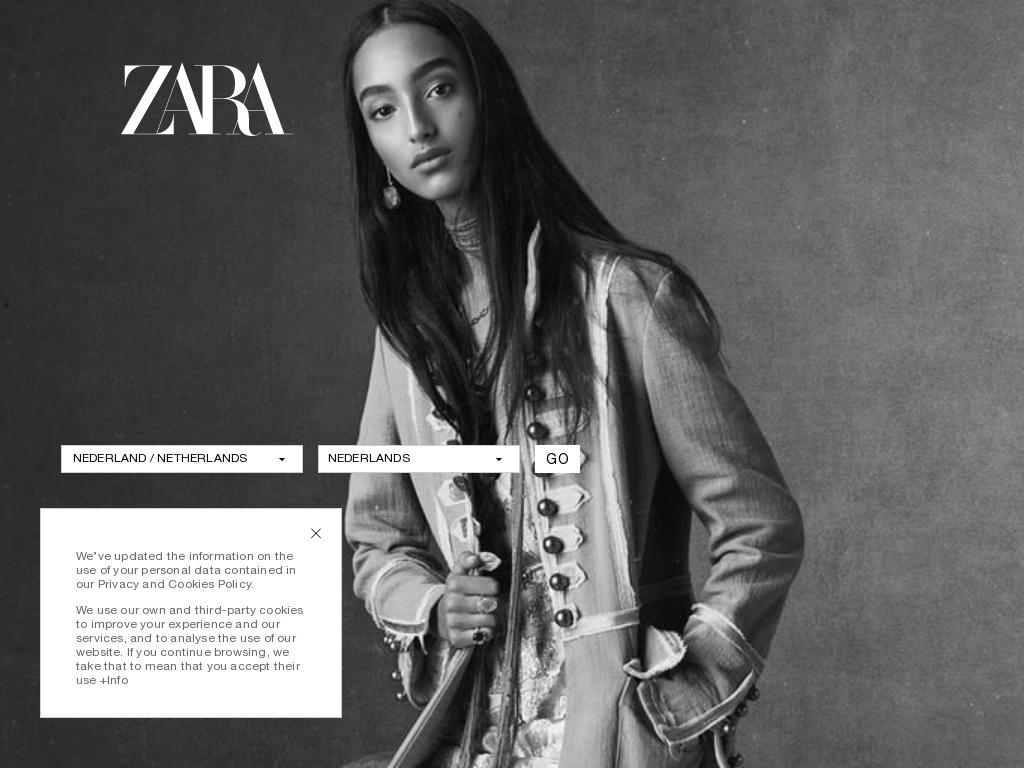 ZARA
NEDERLAND / NETHERLANDS
NEDERLANDS
GO
We've updated the information on the
use of your personal data contained in
our Privacy and Cookies Policy.
We use our own and third-party cookies
to improve your experience and our
services, and to analyse the use of our
website. If you continue browsing, we
take that to mean that you accept their
use +Info